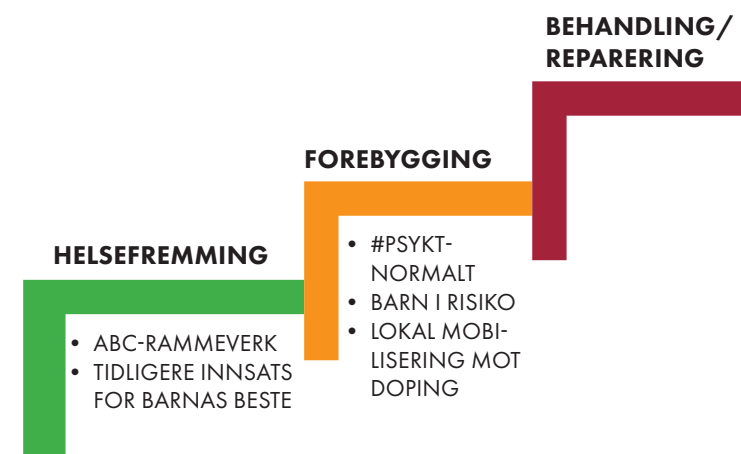 BEHANDLING/
REPARERING
FOREBYGGING
• #PSYKT-
NORMALT
• BARN I RISIKO
• LOKAL MOBI-
LISERING MOT
DOPING
HELSEFREMMING
• ABC-RAMMEVERK
• TIDLIGERE INNSATS
FOR BARNAS BESTE